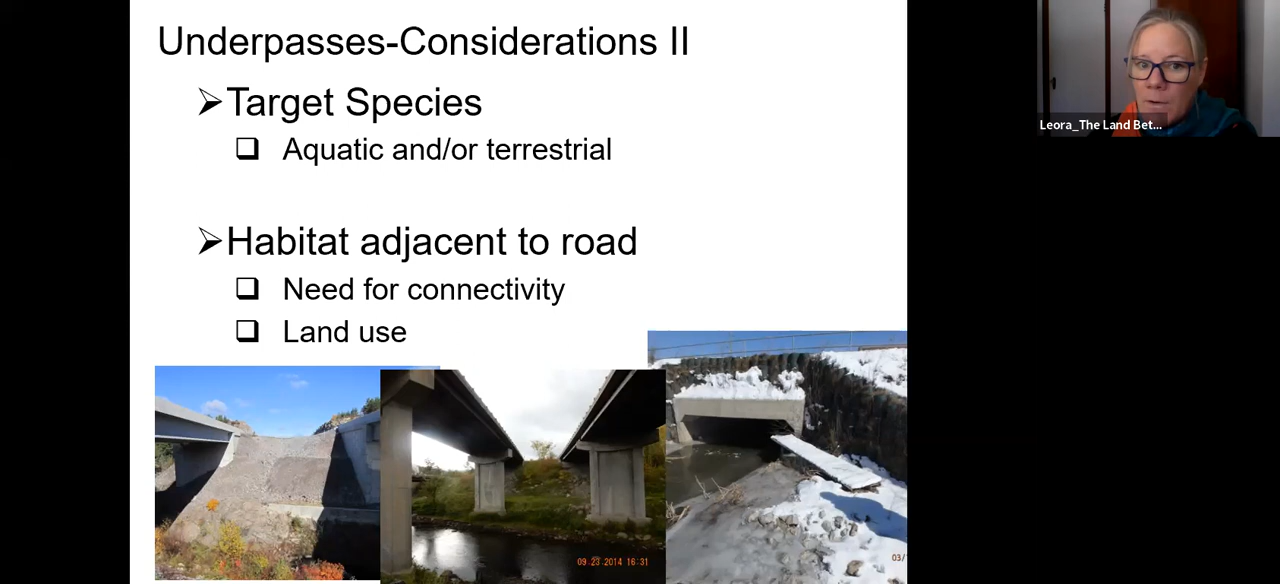 Underpasses-Considerations II
➢Target Species
❑ Aquatic and/or terrestrial
➢Habitat adjacent to road
❑ Need for connectivity
❑ Land use
Leora_The Land Bet...
09.23.2014 16:31
03/